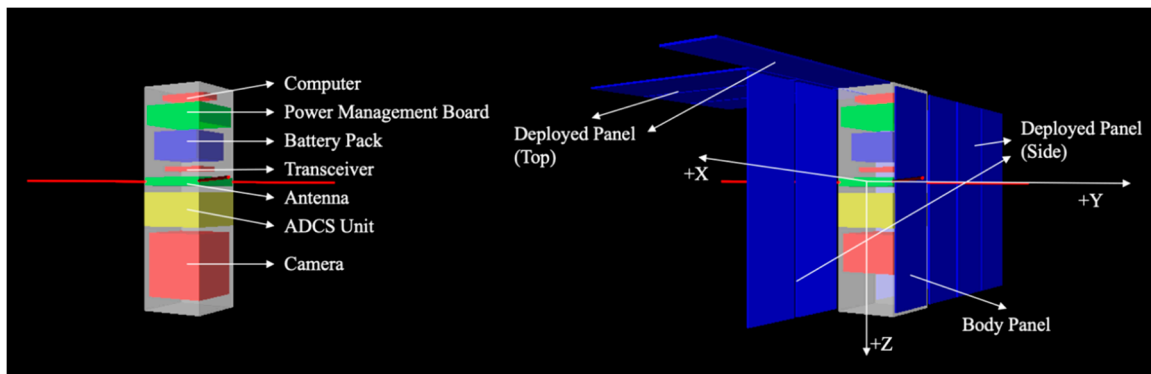 Computer
Power Management Board
Battery Pack
Transceiver
Antenna
ADCS Unit
Camera
Deployed Panel
(Top)
+X
Deployed Panel
(Side)
+Y
Body Panel
+Z